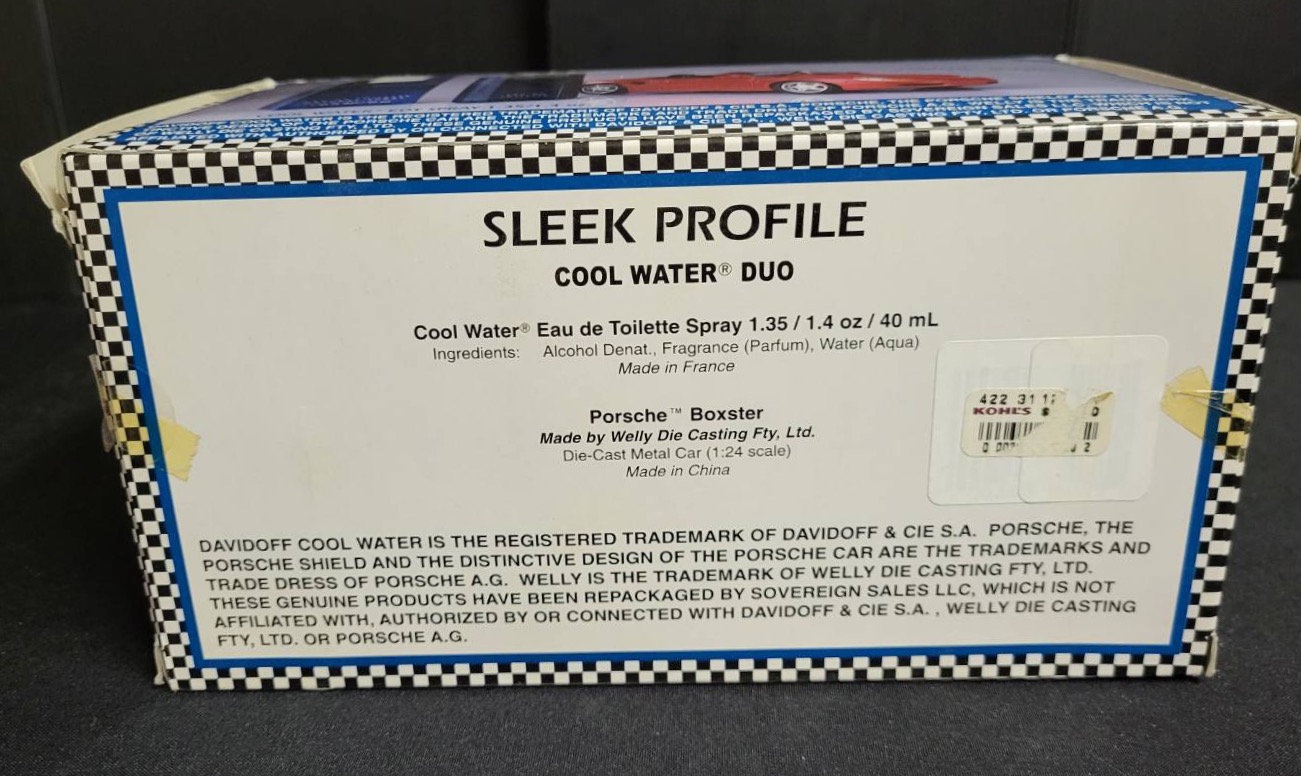 SLEEK PROFILE
COOL WATER® DUO
Cool Water® Eau de Toilette Spray 1.35 / 1.4 oz / 40 mL
Ingredients: Alcohol Denat., Fragrance (Parfum), Water (Aqua)
Made in France
Porsche™ Boxster
Made by Welly Die Casting Fty, Ltd.
Die-Cast Metal Car (1:24 scale)
Made in China
422 31
KOHL'S $
DAVIDOFF COOL WATER IS THE REGISTERED TRADEMARK OF DAVIDOFF & CIE S.A. PORSCHE, THE
PORSCHE SHIELD AND THE DISTINCTIVE DESIGN OF THE PORSCHE CAR ARE THE TRADEMARKS AND
TRADE DRESS OF PORSCHE A.G. WELLY IS THE TRADEMARK OF WELLY DIE CASTING FTY, LTD.
THESE GENUINE PRODUCTS HAVE BEEN REPACKAGED BY SOVEREIGN SALES LLC, WHICH IS NOT
AFFILIATED WITH, AUTHORIZED BY OR CONNECTED WITH DAVIDOFF & CIE S.A. , WELLY DIE CASTING
FTY, LTD. OR PORSCHE A.G.